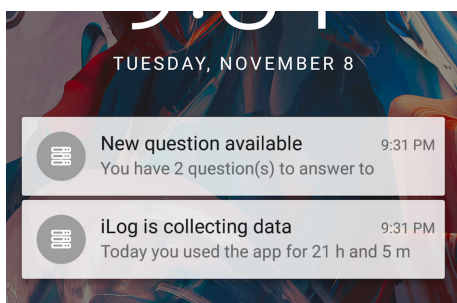 TUESDAY, NOVEMBER 8
New question available 9:31 PM
You have 2 question(s) to answer to
iLog is collecting data 9:31 PM
Today you used the app for 21 h and 5 m